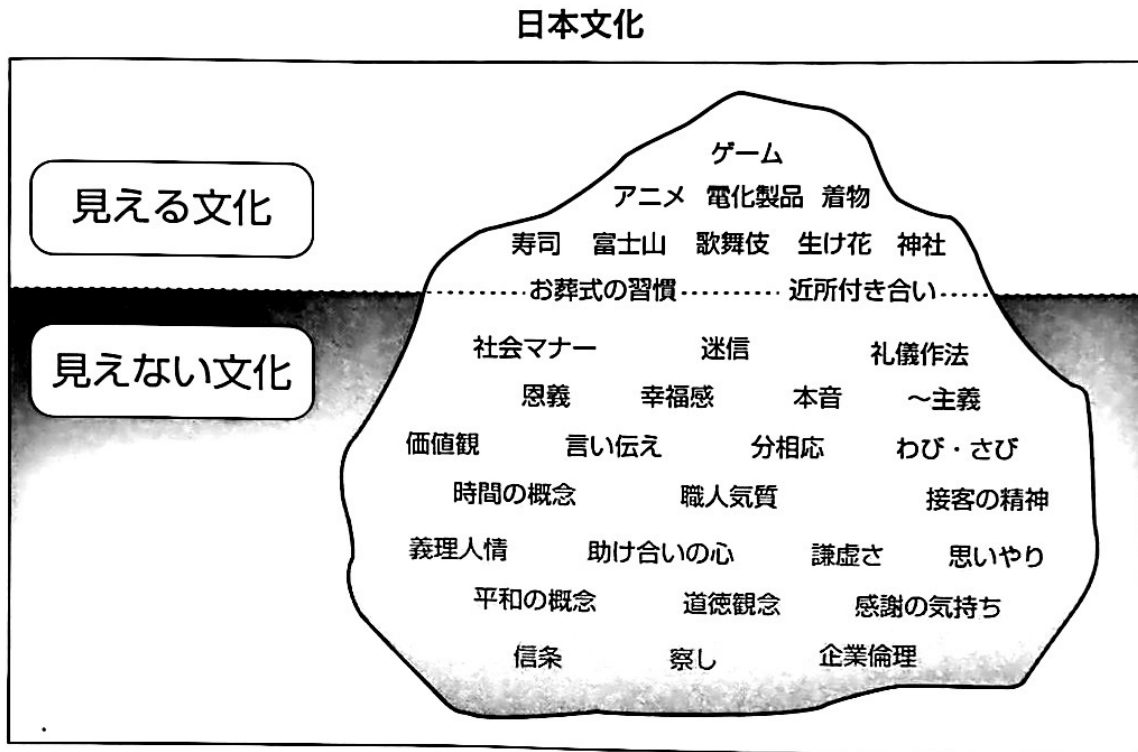 日本文化
見える文化
ゲーム
アニメ 電化製品 着物
寿司 富士山 歌舞伎 生け花 神社
お葬式の習慣 近所付き合い
見えない文化
社会マナー 迷信 礼儀作法
恩義 幸福感 本音 〜主義
価値観 言い伝え 分相応 わび・さび
時間の概念 職人気質 接客の精神
義理人情 助け合いの心 謙虚さ 思いやり
平和の概念 道徳観念 感謝の気持ち
信条 察し 企業倫理